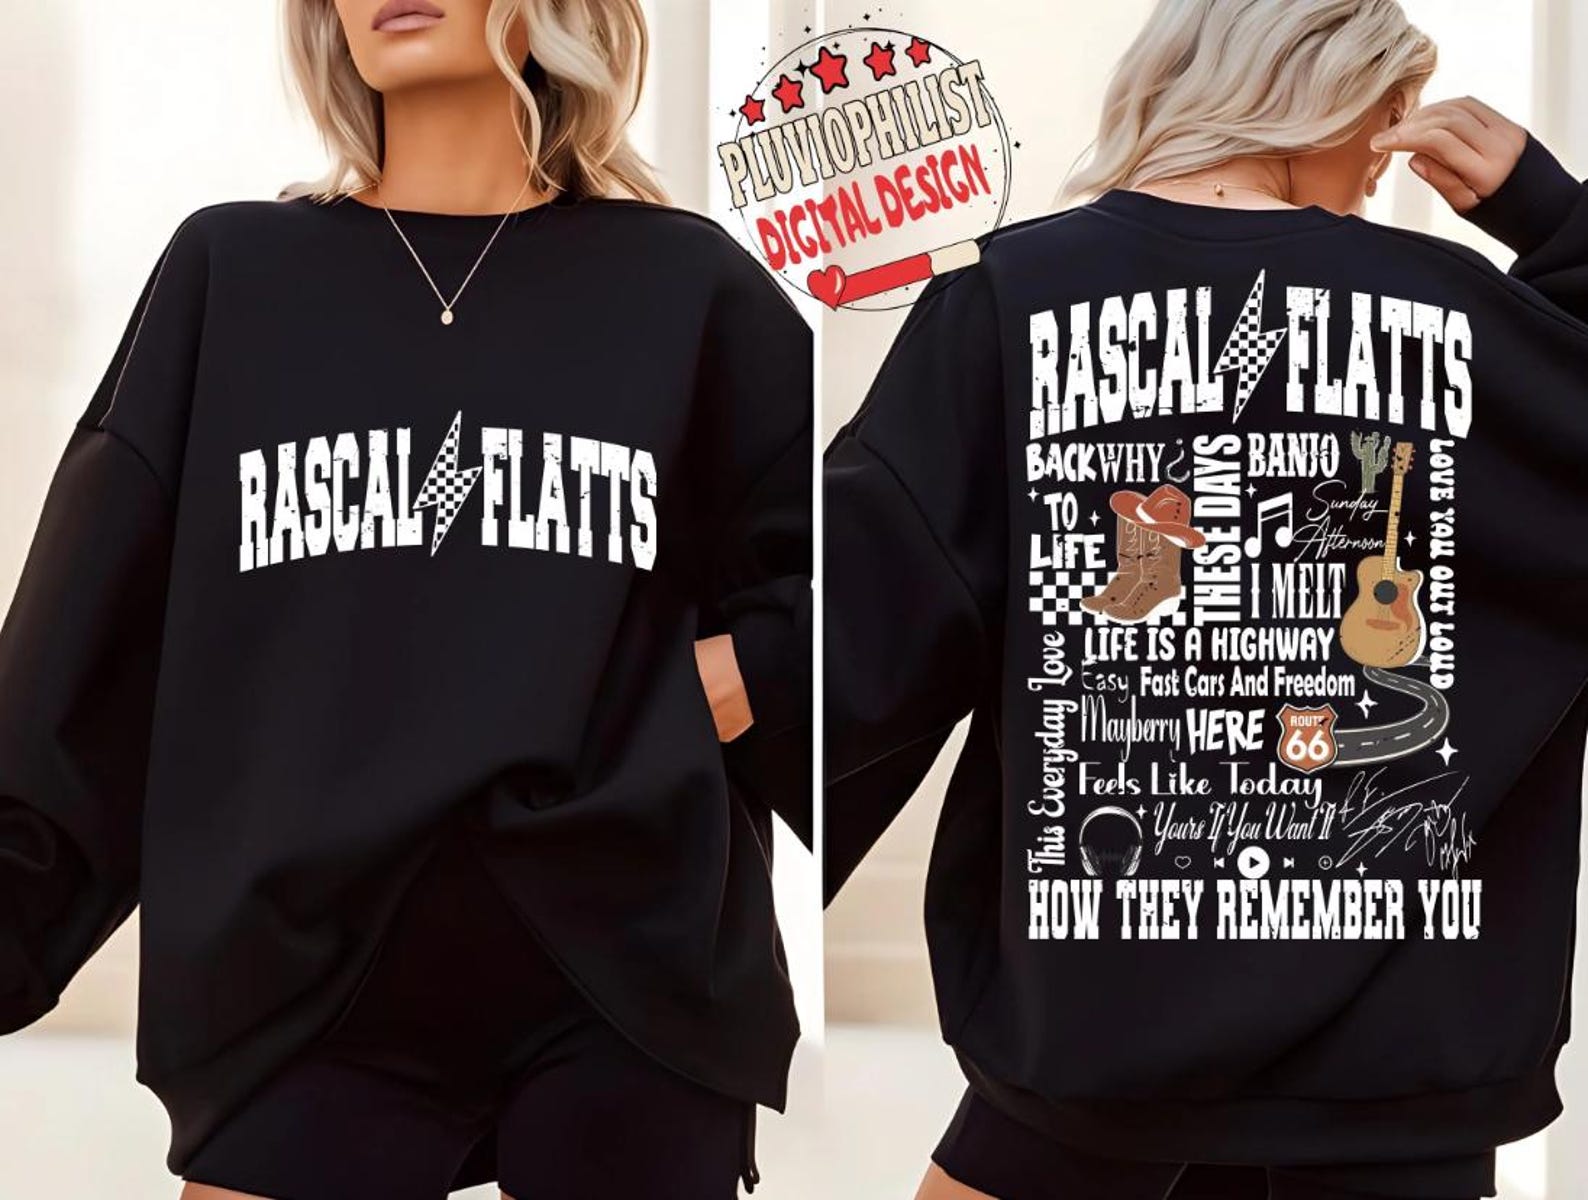 PLUVIOPHILIST
DIGITAL DESIGN
RASCAL FLATTS
RASCAL FLATTS
BACK
TO
LIFE
WHY¿
THESE DAYS
BANJO
Sunday
Afternoon
I MELT
LOVE YOU OUT LOUD
LIFE IS A HIGHWAY
This Everyday Love
Easy Fast Cars And Freedom
Mayberry HERE
ROUTE
66
Feels Like Today
Yours If You Want It
HOW THEY REMEMBER YOU